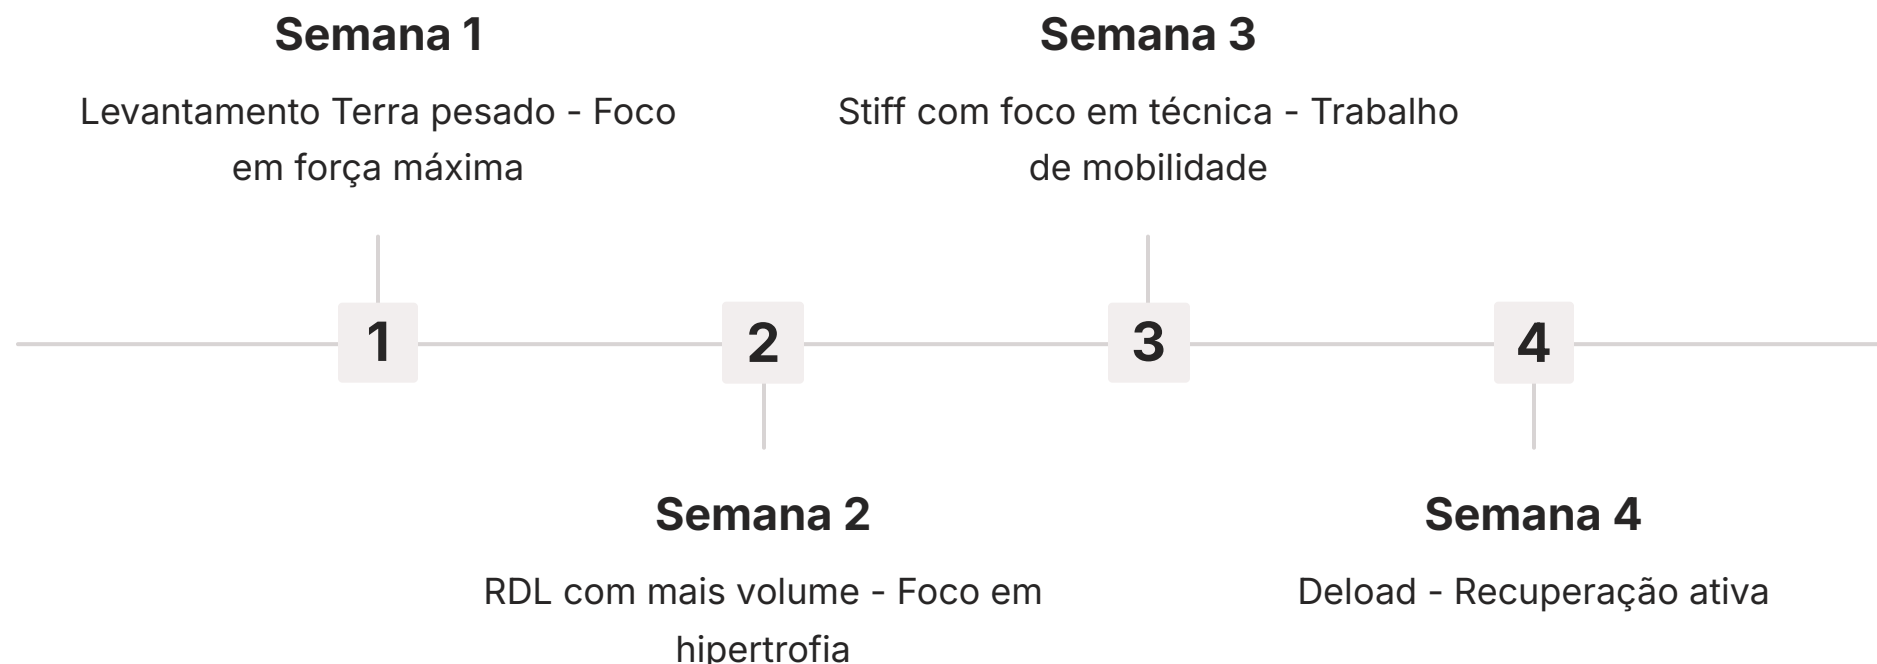 Semana 1
Levantamento Terra pesado - Foco
em força máxima
Semana 3
Stiff com foco em técnica - Trabalho
de mobilidade
1
2
3
4
Semana 2
RDL com mais volume - Foco em
hipertrofia
Semana 4
Deload - Recuperação ativa